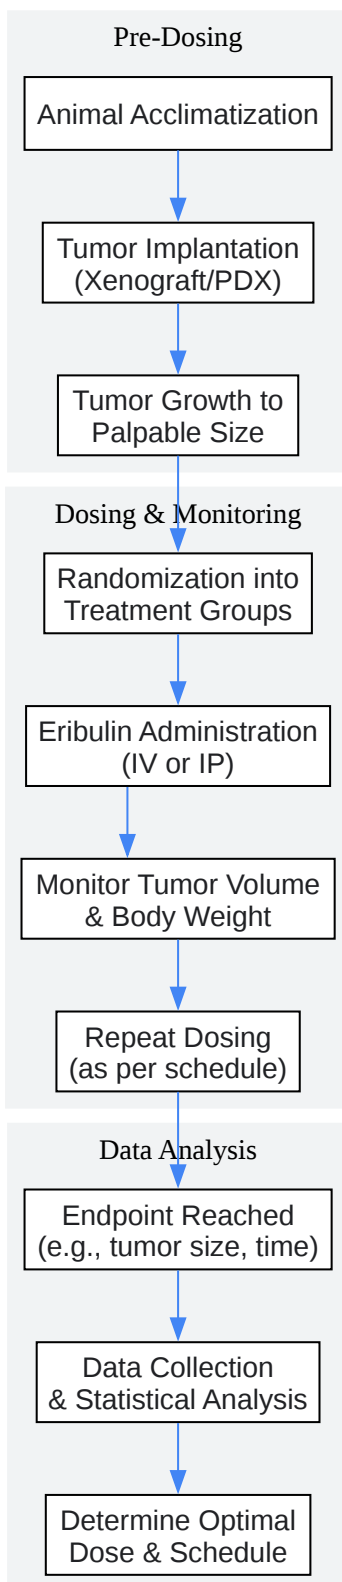 Pre-Dosing
Animal Acclimatization
Tumor Implantation
(Xenograft/PDX)
Tumor Growth to
Palpable Size
Dosing & Monitoring
Randomization into
Treatment Groups
Eribulin Administration
(IV or IP)
Monitor Tumor Volume
& Body Weight
Repeat Dosing
(as per schedule)
Data Analysis
Endpoint Reached
(e.g., tumor size, time)
Data Collection
& Statistical Analysis
Determine Optimal
Dose & Schedule